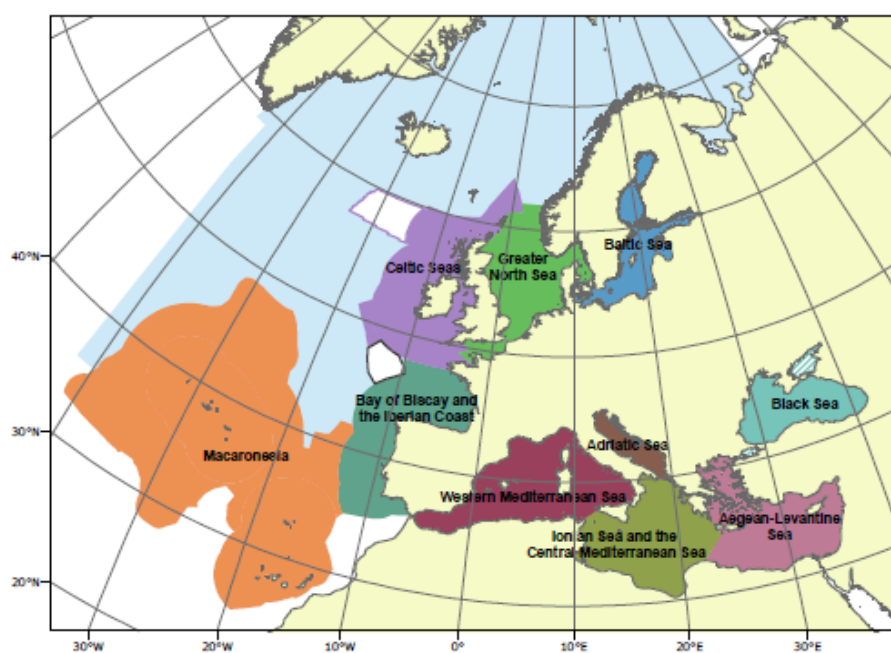 40°N
30°N
20°N
Celtic Seas
Greater
North Sea
Baltic Sea
Bay of Biscay and
the Iberian Coast
Black Sea
Macaronesia
Adriatic Sea
Western Mediterranean Sea
Aegean-Levantine
Sea
Ionian Sea and the
Central Mediterranean Sea
30°W
20°W
10°W
0°
10°E
20°E
30°E